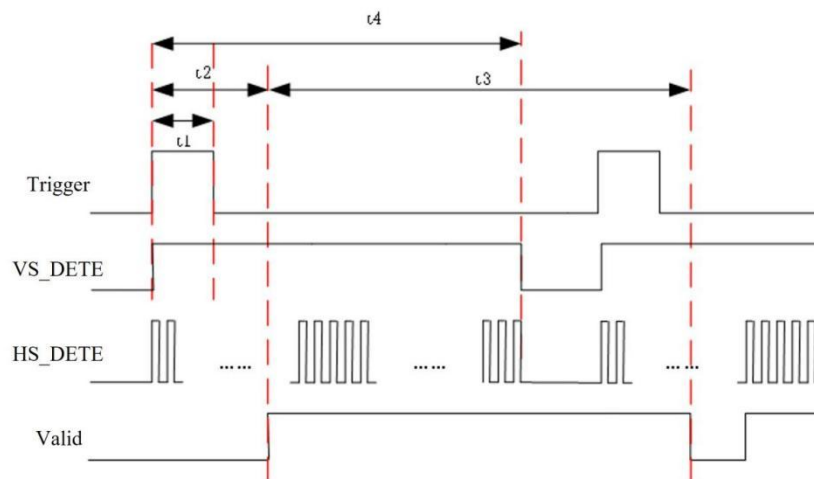 t4
t2
t3
t1
Trigger
VS_DETE
HS_DETE
...... ...... ......
Valid